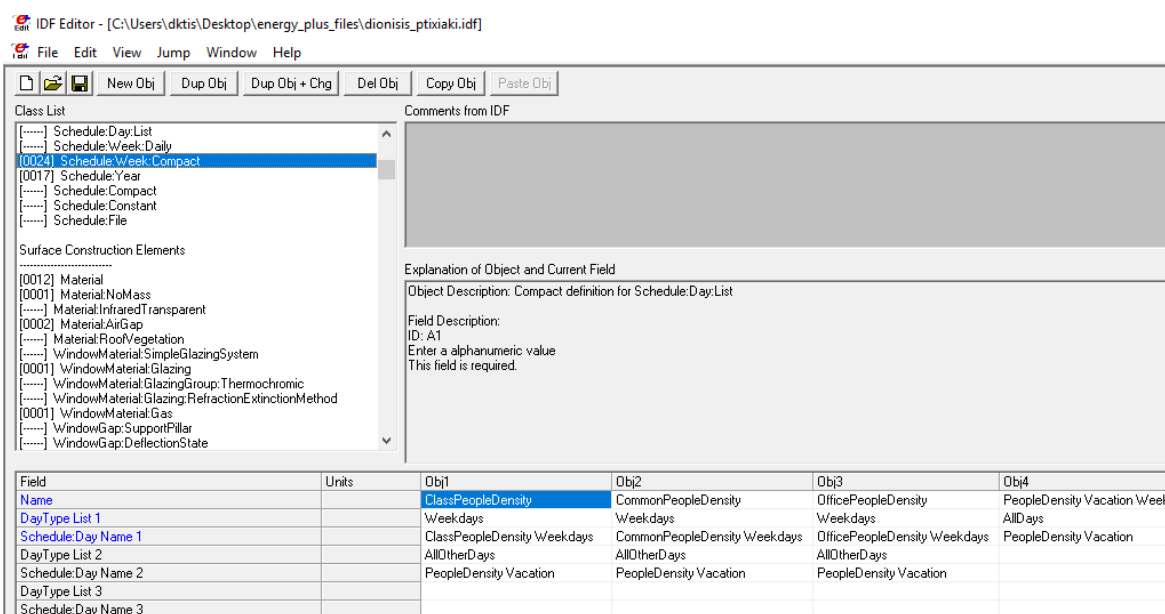 IDF Editor - [C:\Users\dktis\Desktop\energy_plus_files\dionisis_ptixiaki.idf]
File Edit View Jump Window Help
New Obj Dup Obj Dup Obj + Chg Del Obj Copy Obj Paste Obj
Class List
[------] Schedule:Day:List
[------] Schedule:Week:Daily
[0024] Schedule:Week:Compact
[0017] Schedule:Year
[------] Schedule:Compact
[------] Schedule:Constant
[------] Schedule:File
Surface Construction Elements
--------------------------
[0012] Material
[0001] Material:NoMass
[------] Material:InfraredTransparent
[0002] Material:AirGap
[------] Material:RoofVegetation
[------] WindowMaterial:SimpleGlazingSystem
[0001] WindowMaterial:Glazing
[------] WindowMaterial:GlazingGroup:Thermochromic
[------] WindowMaterial:Glazing:RefractionExtinctionMethod
[0001] WindowMaterial:Gas
[------] WindowGap:SupportPillar
[------] WindowGap:DeflectionState
Comments from IDF
Explanation of Object and Current Field
Object Description: Compact definition for Schedule:Day:List
Field Description:
ID: A1
Enter a alphanumeric value
This field is required.
Field Units Obj1 Obj2 Obj3 Obj4
Name ClassPeopleDensity CommonPeopleDensity OfficePeopleDensity PeopleDensity Vacation Week
DayType List 1 Weekdays Weekdays Weekdays AllDays
Schedule:Day Name 1 ClassPeopleDensity Weekdays CommonPeopleDensity Weekdays OfficePeopleDensity Weekdays PeopleDensity Vacation
DayType List 2 AllOtherDays AllOtherDays AllOtherDays
Schedule:Day Name 2 PeopleDensity Vacation PeopleDensity Vacation PeopleDensity Vacation
DayType List 3
Schedule:Day Name 3